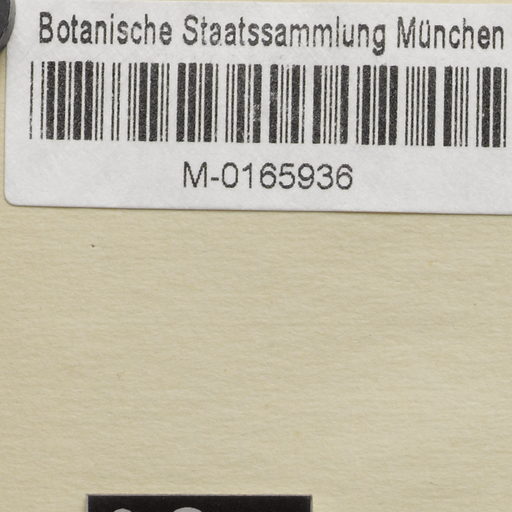 Botanische Staatssammlung München
M-0165936